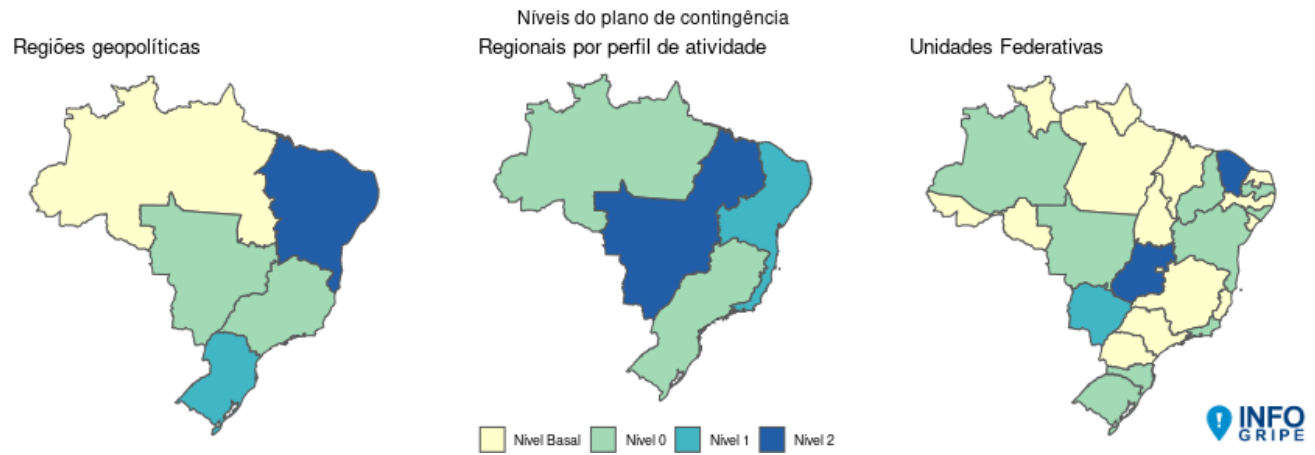 Níveis do plano de contingência
Regiões geopolíticas
Regionais por perfil de atividade
Unidades Federativas
Nível Basal
Nível 0
Nível 1
Nível 2
INFO
GRIPE